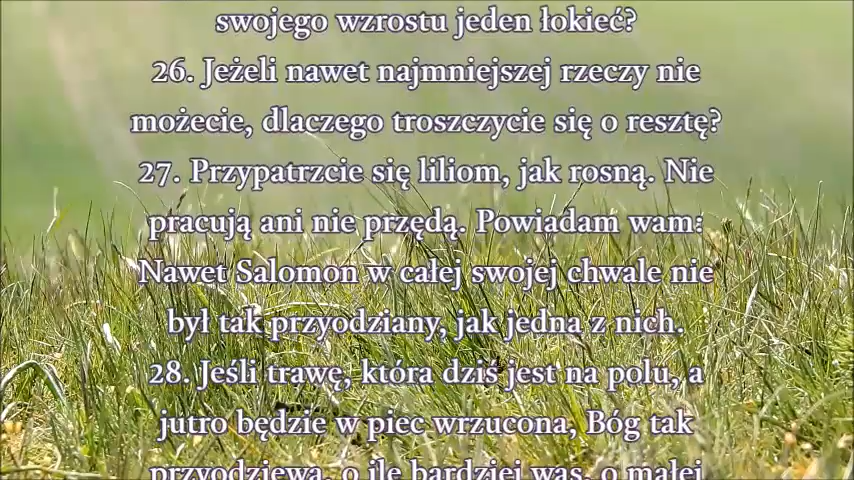 swojego wzrostu jeden łokieć?
26. Jeżeli nawet najmniejszej rzeczy nie
możecie, dlaczego troszczycie się o resztę?
27. Przypatrzcie się liliom, jak rosną. Nie
pracują ani nie przędą. Powiadam wam:
Nawet Salomon w całej swojej chwale nie
był tak przyodziany, jak jedna z nich.
28. Jeśli trawę, która dziś jest na polu, a
jutro będzie w piec wrzucona, Bóg tak
przyodziewa, o ile bardziej was, o małej